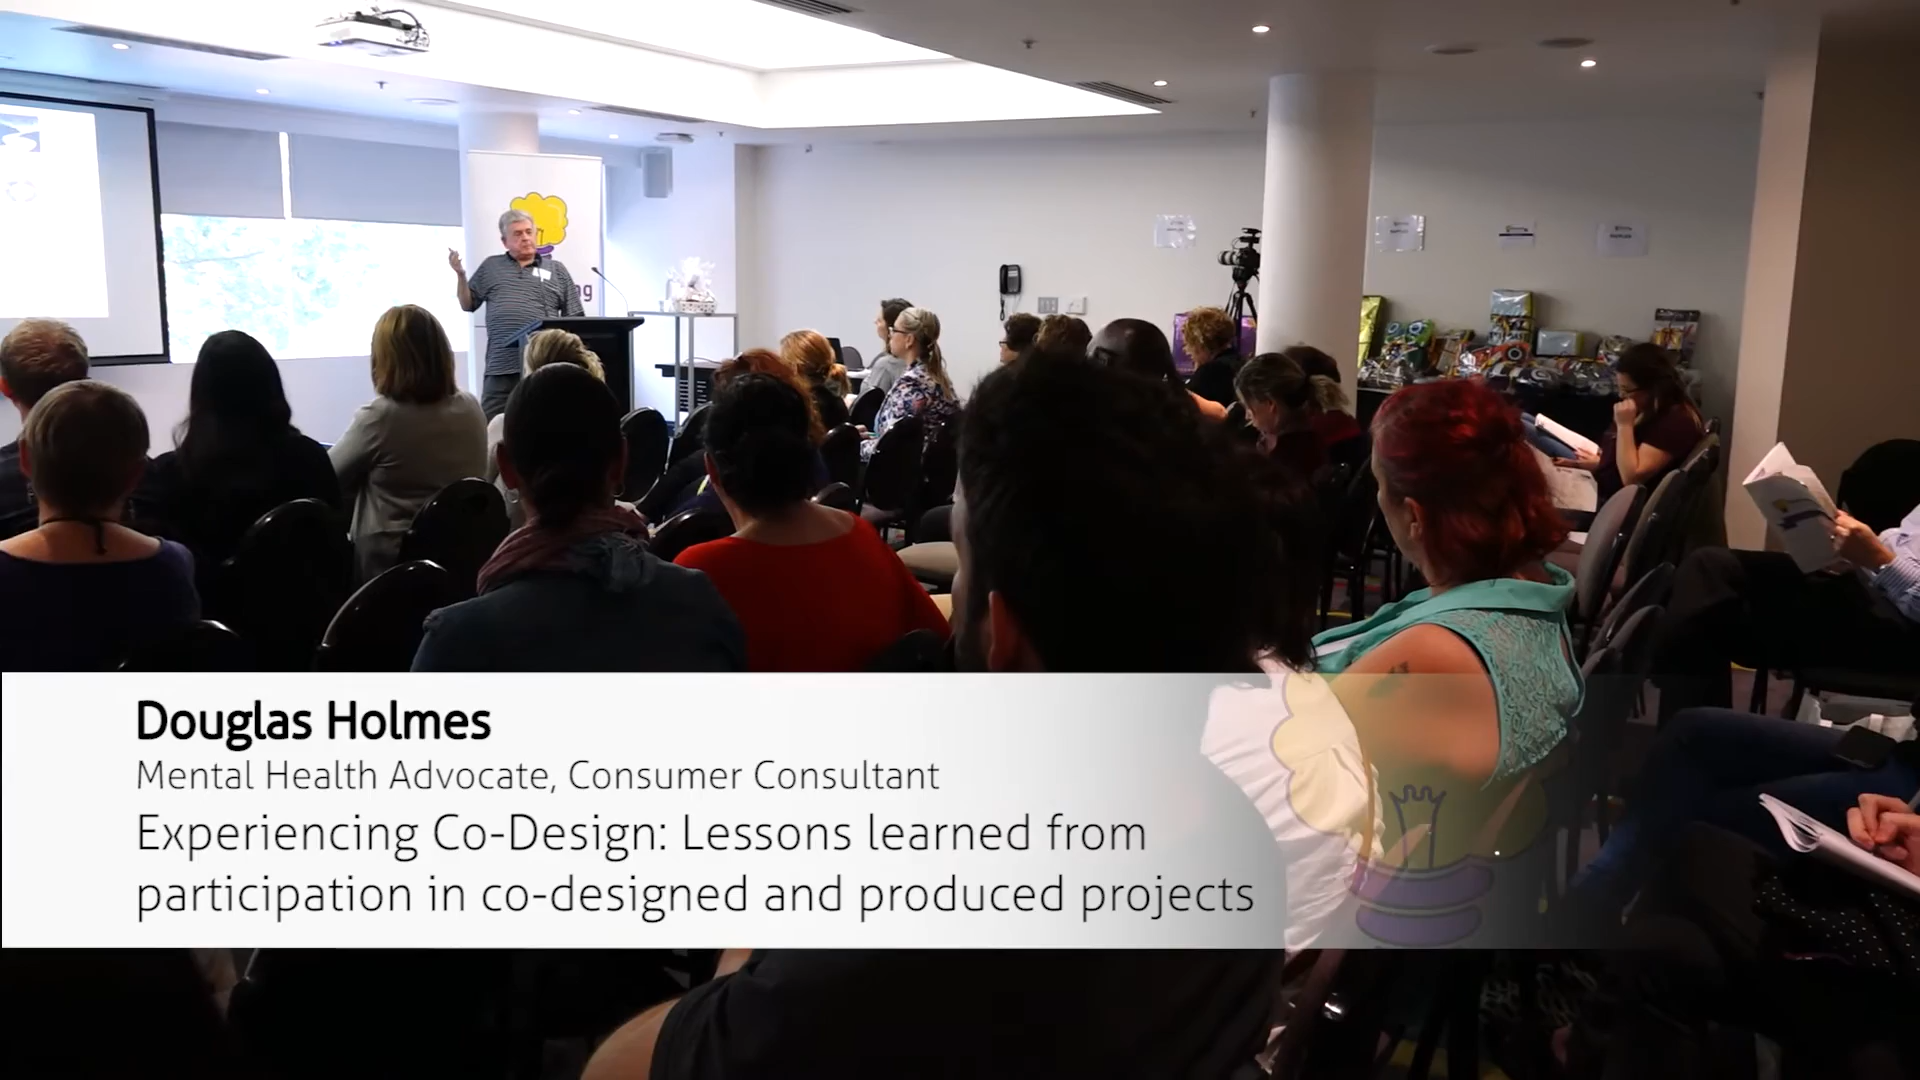 Douglas Holmes
Mental Health Advocate, Consumer Consultant
Experiencing Co-Design: Lessons learned from
participation in co-designed and produced projects